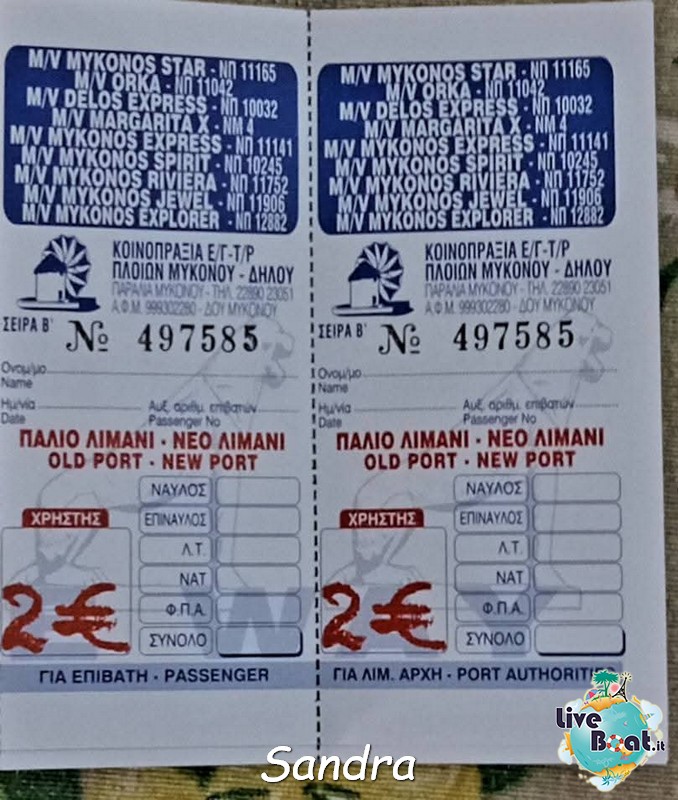 M/V MYKONOS STAR - ΝΠ 11165
M/V ORKA - ΝΠ 11042
M/V DELOS EXPRESS - ΝΠ 10032
M/V MARGARITA X - NM 4
M/V MYKONOS EXPRESS - ΝΠ 11141
M/V MYKONOS SPIRIT - ΝΠ 10245
M/V MYKONOS RIVIERA - ΝΠ 11752
M/V MYKONOS JEWEL - ΝΠ 11906
M/V MYKONOS EXPLORER - ΝΠ 12882
ΚΟΙΝΟΠΡΑΞΙΑ Ε/Γ-Τ/Ρ
ΠΛΟΙΩΝ ΜΥΚΟΝΟΥ - ΔΗΛΟΥ
ΠΑΡΑΛΙΑ ΜΥΚΟΝΟΥ - ΤΗΛ. 22890 23051
Α.Φ.Μ. 999302280 - ΔΟΥ ΜΥΚΟΝΟΥ
ΣΕΙΡΑ Β' № 497585
Ονομ/μο
Name
Ημ/νία Αυξ. αριθμ. επιβατών
Date Passenger No
ΠΑΛΙΟ ΛΙΜΑΝΙ - ΝΕΟ ΛΙΜΑΝΙ
OLD PORT - NEW PORT
ΝΑΥΛΟΣ
ΧΡΗΣΤΗΣ ΕΠΙΝΑΥΛΟΣ
Λ.Τ.
ΝΑΤ
2€ Φ.Π.Α.
ΣΥΝΟΛΟ
ΓΙΑ ΕΠΙΒΑΤΗ - PASSENGER
M/V MYKONOS STAR - ΝΠ 11165
M/V ORKA - ΝΠ 11042
M/V DELOS EXPRESS - ΝΠ 10032
M/V MARGARITA X - NM 4
M/V MYKONOS EXPRESS - ΝΠ 11141
M/V MYKONOS SPIRIT - ΝΠ 10245
M/V MYKONOS RIVIERA - ΝΠ 11752
M/V MYKONOS JEWEL - ΝΠ 11906
M/V MYKONOS EXPLORER - ΝΠ 12882
ΚΟΙΝΟΠΡΑΞΙΑ Ε/Γ-Τ/Ρ
ΠΛΟΙΩΝ ΜΥΚΟΝΟΥ - ΔΗΛΟΥ
ΠΑΡΑΛΙΑ ΜΥΚΟΝΟΥ - ΤΗΛ. 22890 23051
Α.Φ.Μ. 999302280 - ΔΟΥ ΜΥΚΟΝΟΥ
ΣΕΙΡΑ Β' № 497585
Ονομ/μο
Name
Ημ/νία Αυξ. αριθμ. επιβατών
Date Passenger No
ΠΑΛΙΟ ΛΙΜΑΝΙ - ΝΕΟ ΛΙΜΑΝΙ
OLD PORT - NEW PORT
ΝΑΥΛΟΣ
ΧΡΗΣΤΗΣ ΕΠΙΝΑΥΛΟΣ
Λ.Τ.
ΝΑΤ
2€ Φ.Π.Α.
ΣΥΝΟΛΟ
ΓΙΑ ΛΙΜ. ΑΡΧΗ - PORT
Sandra
Live Boat.it